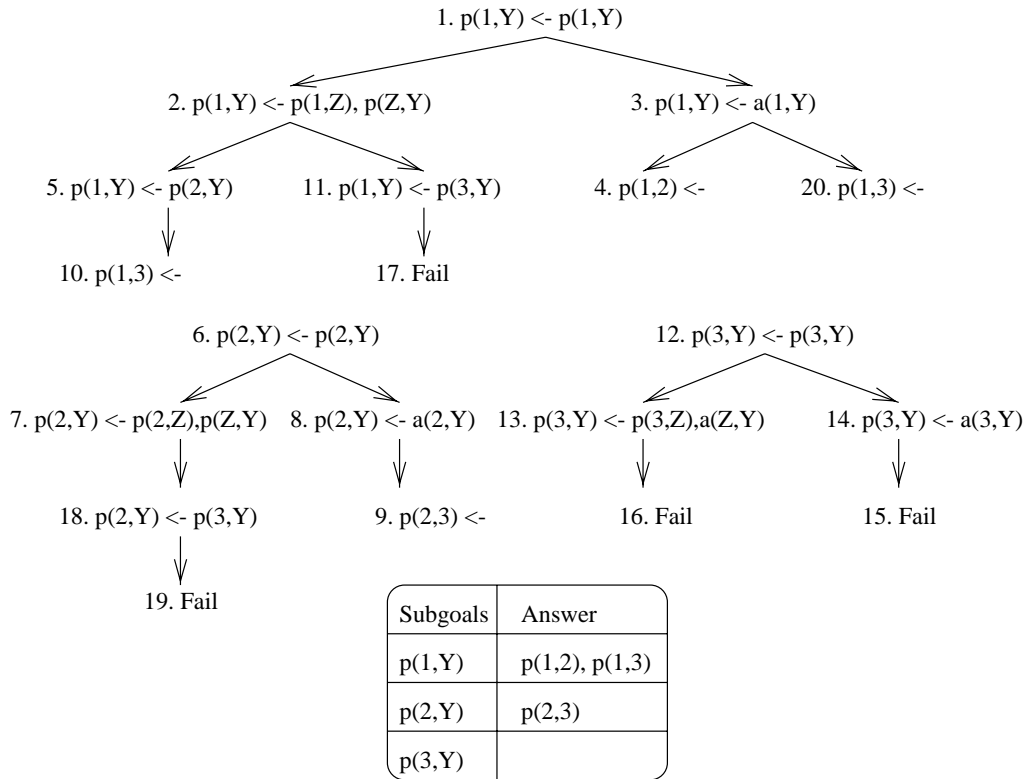 1. p(1,Y) <- p(1,Y)
2. p(1,Y) <- p(1,Z), p(Z,Y)
3. p(1,Y) <- a(1,Y)
5. p(1,Y) <- p(2,Y)
11. p(1,Y) <- p(3,Y)
4. p(1,2) <-
20. p(1,3) <-
10. p(1,3) <-
17. Fail
6. p(2,Y) <- p(2,Y)
12. p(3,Y) <- p(3,Y)
7. p(2,Y) <- p(2,Z),p(Z,Y)
8. p(2,Y) <- a(2,Y)
13. p(3,Y) <- p(3,Z),a(Z,Y)
14. p(3,Y) <- a(3,Y)
18. p(2,Y) <- p(3,Y)
9. p(2,3) <-
16. Fail
15. Fail
19. Fail
Subgoals Answer
p(1,Y) p(1,2), p(1,3)
p(2,Y) p(2,3)
p(3,Y)